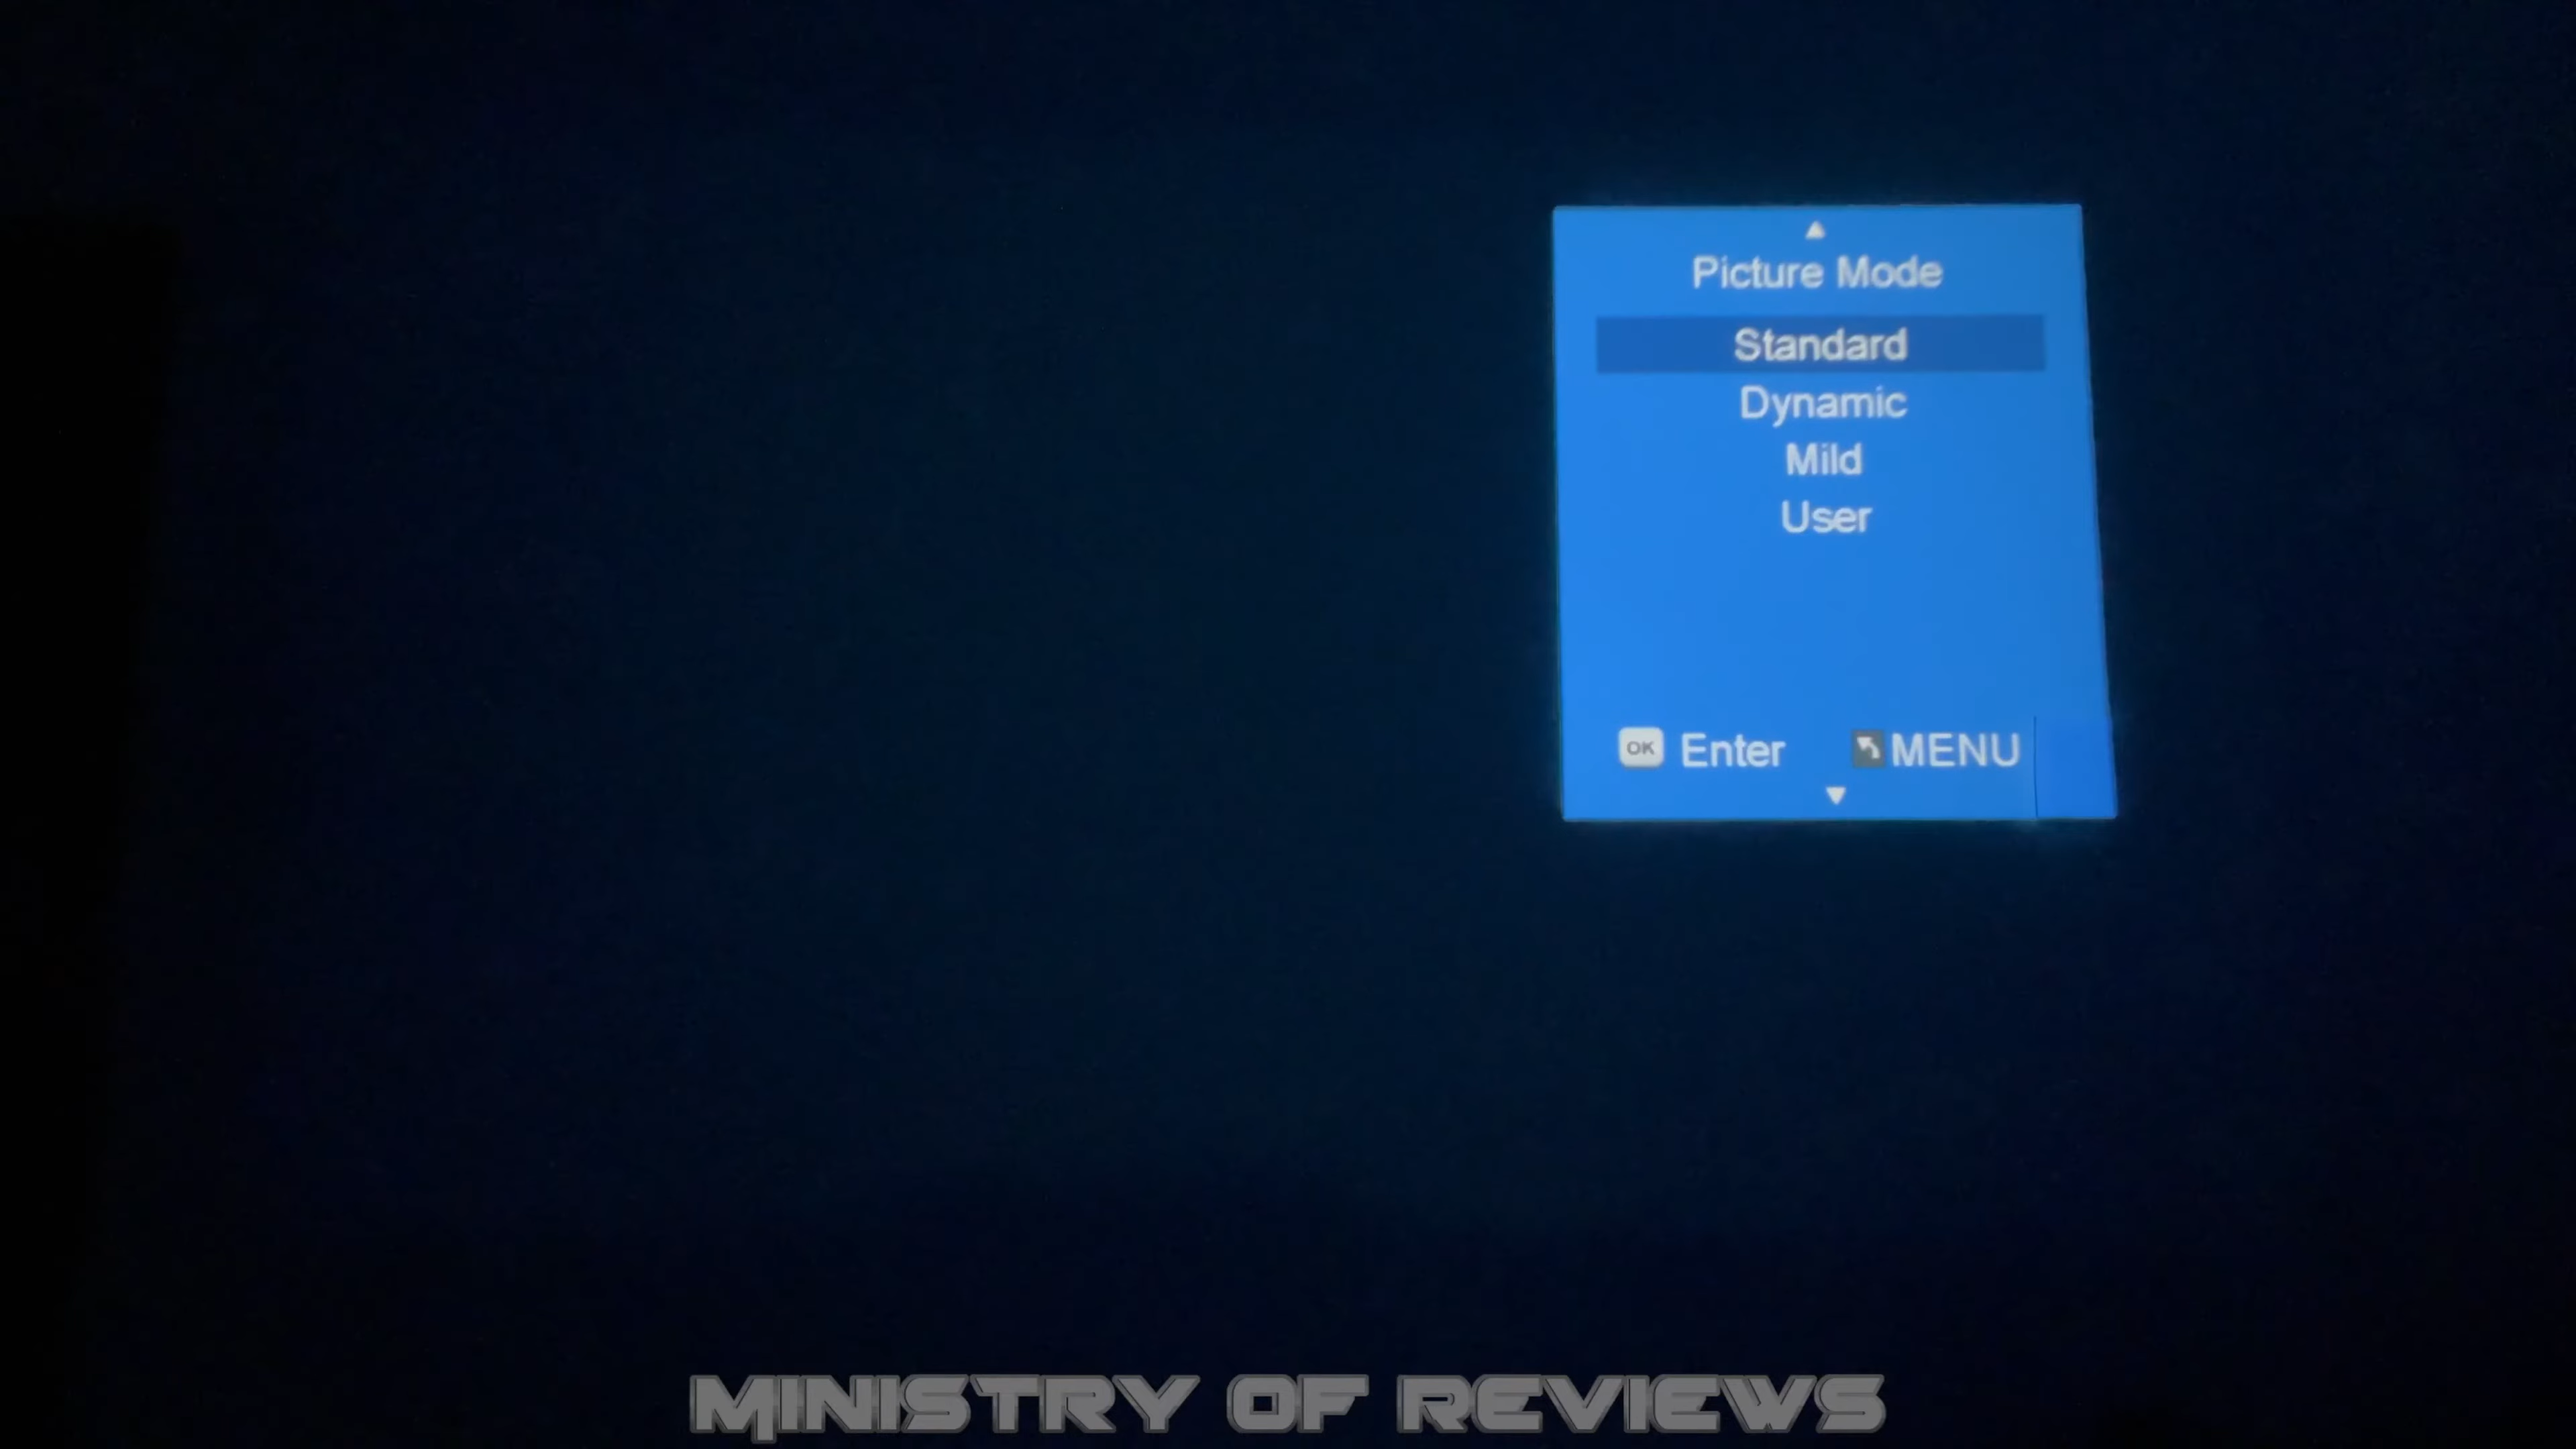 Picture Mode
Standard
Dynamic
Mild
User
OK Enter MENU
MINISTRY OF REVIEWS